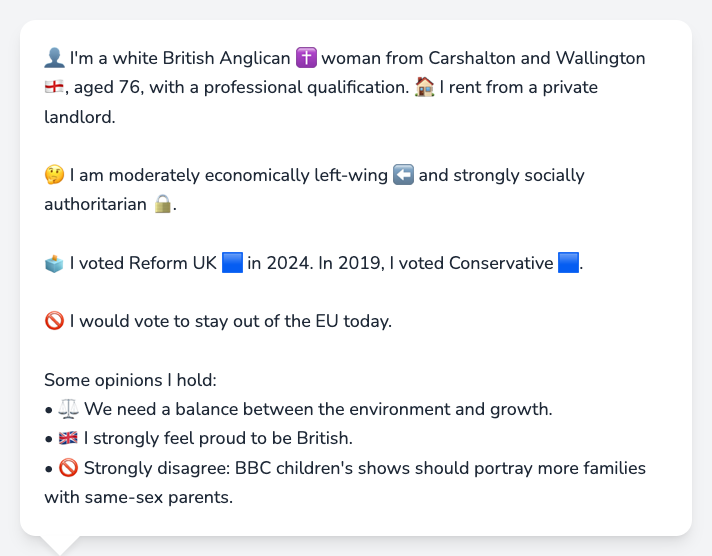 👤 I'm a white British Anglican ✝️ woman from Carshalton and Wallington
🏴󠁧󠁢󠁥󠁮󠁧󠁿, aged 76, with a professional qualification. 🏠 I rent from a private
landlord.
🤔 I am moderately economically left-wing ⬅️ and strongly socially
authoritarian 🔒.
🗳️ I voted Reform UK 🟦 in 2024. In 2019, I voted Conservative 🟦.
🚫 I would vote to stay out of the EU today.
Some opinions I hold:
• ⚖️ We need a balance between the environment and growth.
• 🇬🇧 I strongly feel proud to be British.
• 🚫 Strongly disagree: BBC children's shows should portray more families
with same-sex parents.